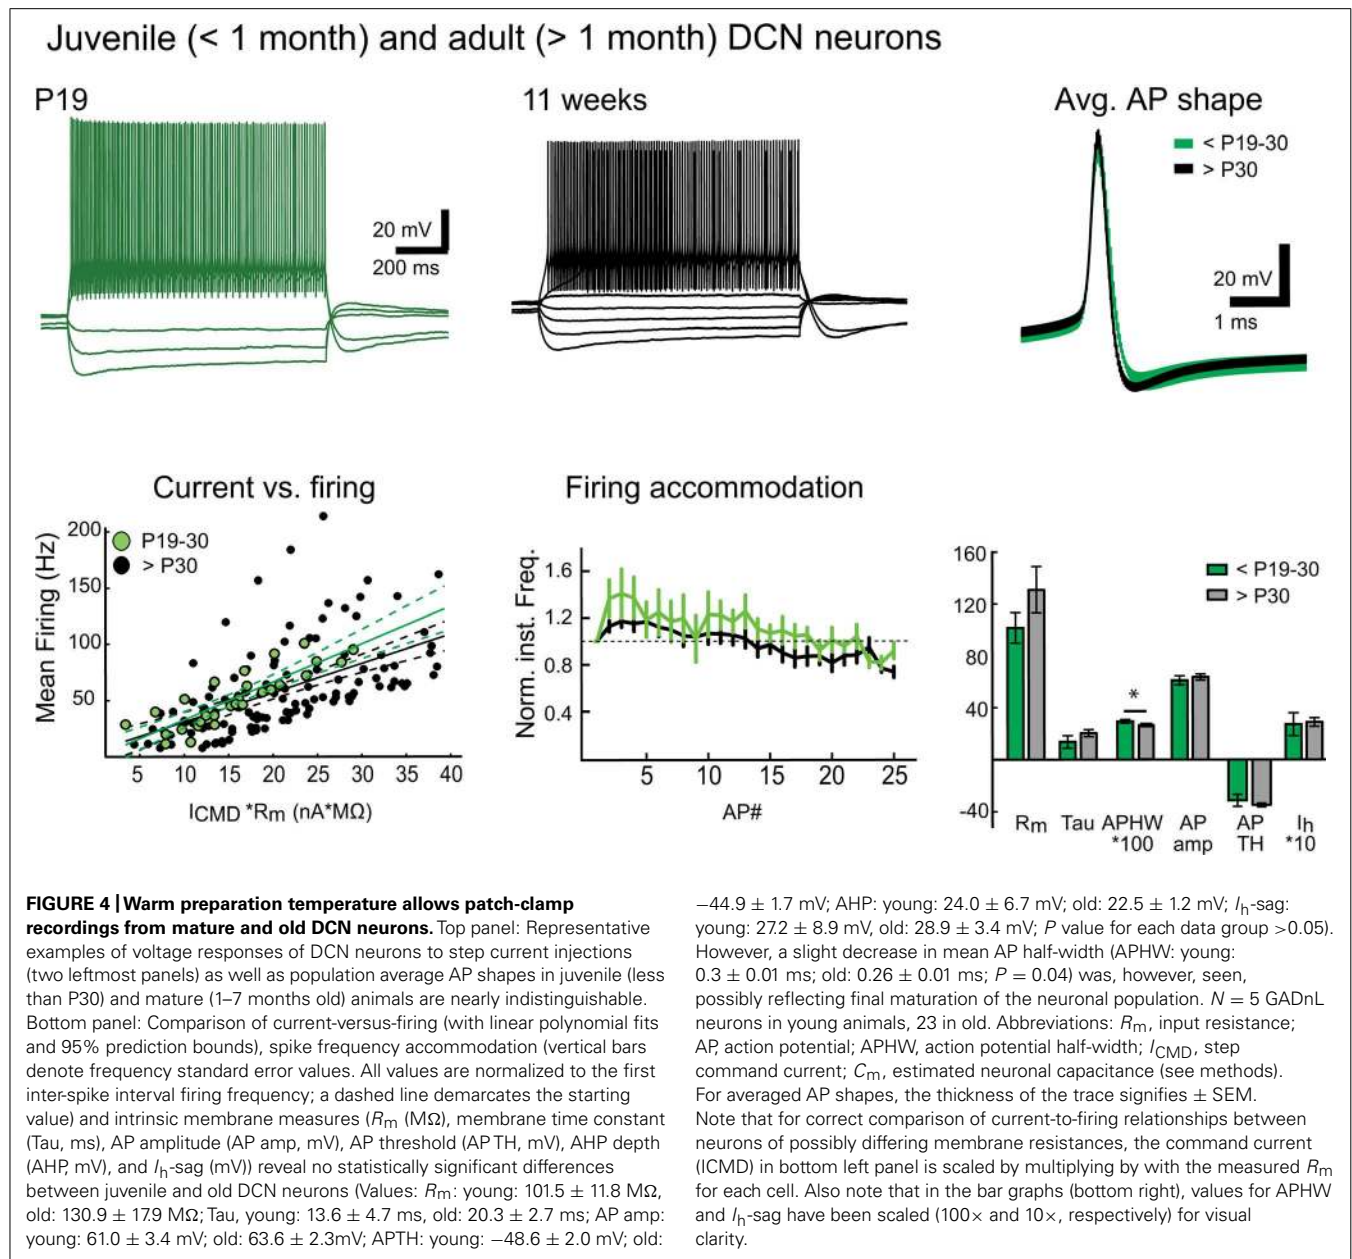 Juvenile (< 1 month) and adult (> 1 month) DCN neurons
P19
20 mV
200 ms
11 weeks
Avg. AP shape
< P19-30
> P30
20 mV
1 ms
Current vs. firing
Mean Firing (Hz)
200
150
100
50
P19-30
> P30
5 10 15 20 25 30 35 40
ICMD *Rm (nA*MΩ)
Firing accommodation
Norm. inst. Freq.
1.6
1.2
0.8
0.4
5 10 15 20 25
AP#
160
120
80
40
-40
< P19-30
> P30
*
Rm Tau APHW AP AP Ih
*100 amp TH *10
FIGURE 4 | Warm preparation temperature allows patch-clamp
recordings from mature and old DCN neurons. Top panel: Representative
examples of voltage responses of DCN neurons to step current injections
(two leftmost panels) as well as population average AP shapes in juvenile (less
than P30) and mature (1–7 months old) animals are nearly indistinguishable.
Bottom panel: Comparison of current-versus-firing (with linear polynomial fits
and 95% prediction bounds), spike frequency accommodation (vertical bars
denote frequency standard error values. All values are normalized to the first
inter-spike interval firing frequency; a dashed line demarcates the starting
value) and intrinsic membrane measures (Rm (MΩ), membrane time constant
(Tau, ms), AP amplitude (AP amp, mV), AP threshold (AP TH, mV), AHP depth
(AHP, mV), and Ih-sag (mV)) reveal no statistically significant differences
between juvenile and old DCN neurons (Values: Rm: young: 101.5 ± 11.8 MΩ,
old: 130.9 ± 17.9 MΩ; Tau, young: 13.6 ± 4.7 ms, old: 20.3 ± 2.7 ms; AP amp:
young: 61.0 ± 3.4 mV; old: 63.6 ± 2.3mV; APTH: young: −48.6 ± 2.0 mV; old:
−44.9 ± 1.7 mV; AHP: young: 24.0 ± 6.7 mV; old: 22.5 ± 1.2 mV; Ih-sag:
young: 27.2 ± 8.9 mV, old: 28.9 ± 3.4 mV; P value for each data group >0.05).
However, a slight decrease in mean AP half-width (APHW: young:
0.3 ± 0.01 ms; old: 0.26 ± 0.01 ms; P = 0.04) was, however, seen,
possibly reflecting final maturation of the neuronal population. N = 5 GADnL
neurons in young animals, 23 in old. Abbreviations: Rm, input resistance;
AP, action potential; APHW, action potential half-width; ICMD, step
command current; Cm, estimated neuronal capacitance (see methods).
For averaged AP shapes, the thickness of the trace signifies ± SEM.
Note that for correct comparison of current-to-firing relationships between
neurons of possibly differing membrane resistances, the command current
(ICMD) in bottom left panel is scaled by multiplying by with the measured Rm
for each cell. Also note that in the bar graphs (bottom right), values for APHW
and Ih-sag have been scaled (100× and 10×, respectively) for visual
clarity.